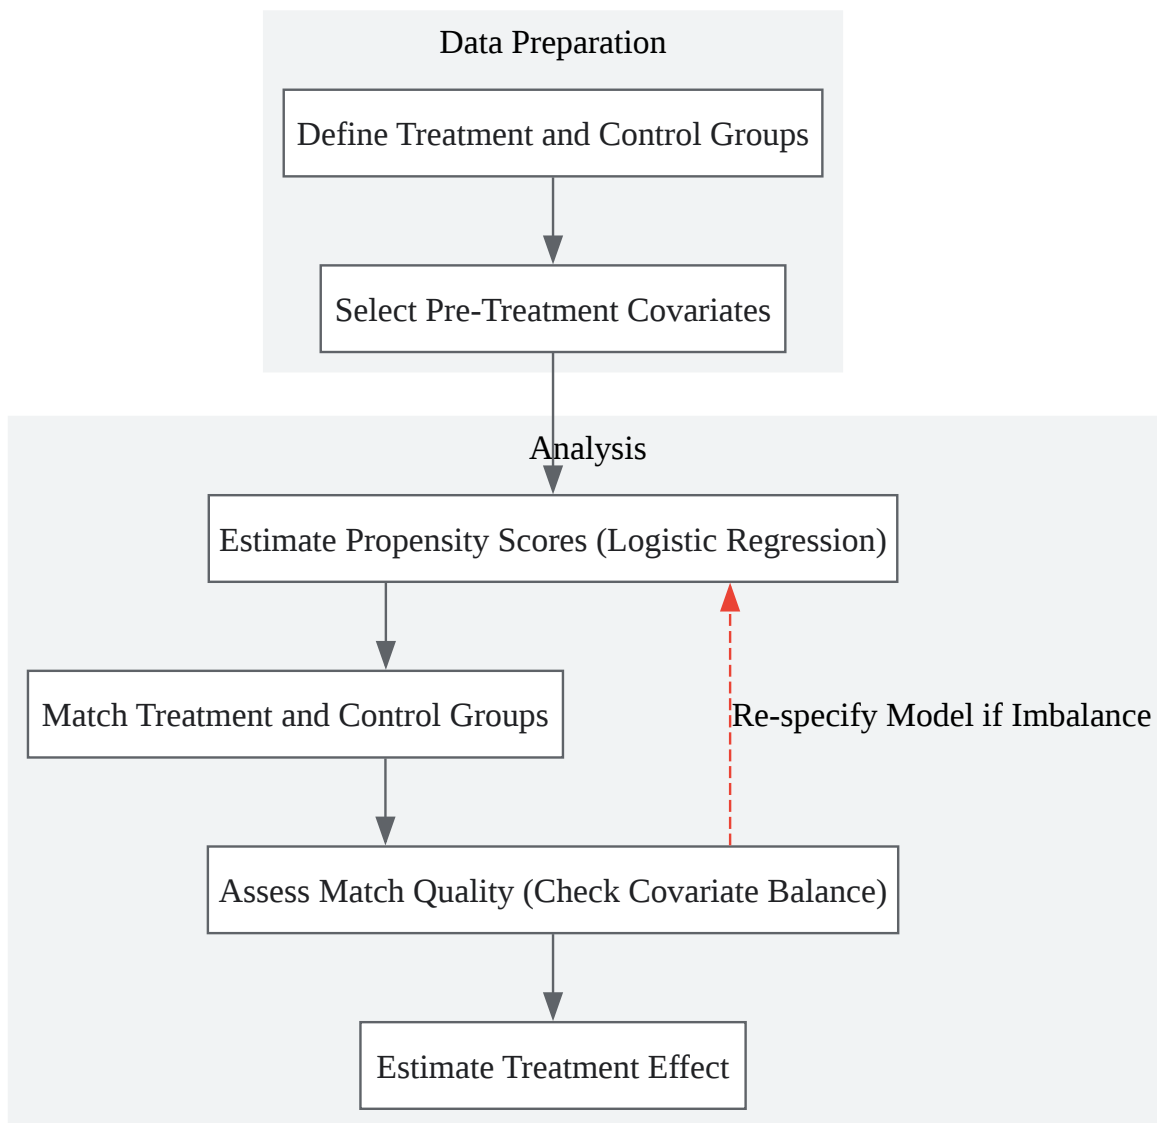 Data Preparation
Define Treatment and Control Groups
Select Pre-Treatment Covariates
Analysis
Estimate Propensity Scores (Logistic Regression)
Match Treatment and Control Groups
Re-specify Model if Imbalance
Assess Match Quality (Check Covariate Balance)
Estimate Treatment Effect